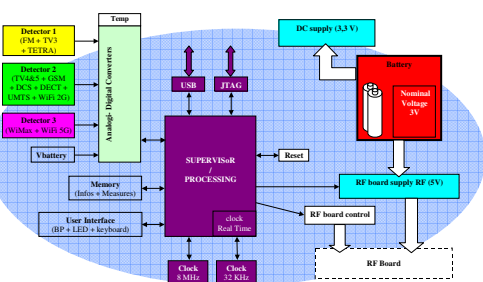 Temp
Detector 1
(FM + TV3
+ TETRA)
Detector 2
(TV4&5 + GSM
+ DCS + DECT +
UMTS + WiFi 2G)
Detector 3
(WiMax + WiFi 5G)
Vbattery
Analogi- Digital Converters
USB
JTAG
DC supply (3,3 V)
Battery
Nominal
Voltage
3V
SUPERVISoR
/
PROCESSING
Reset
Memory
(Infos + Measures)
User Interface
(BP + LED + keyboard)
clock
Real Time
RF board supply RF (5V)
RF board control
Clock
8 MHz
Clock
32 KHz
RF Board